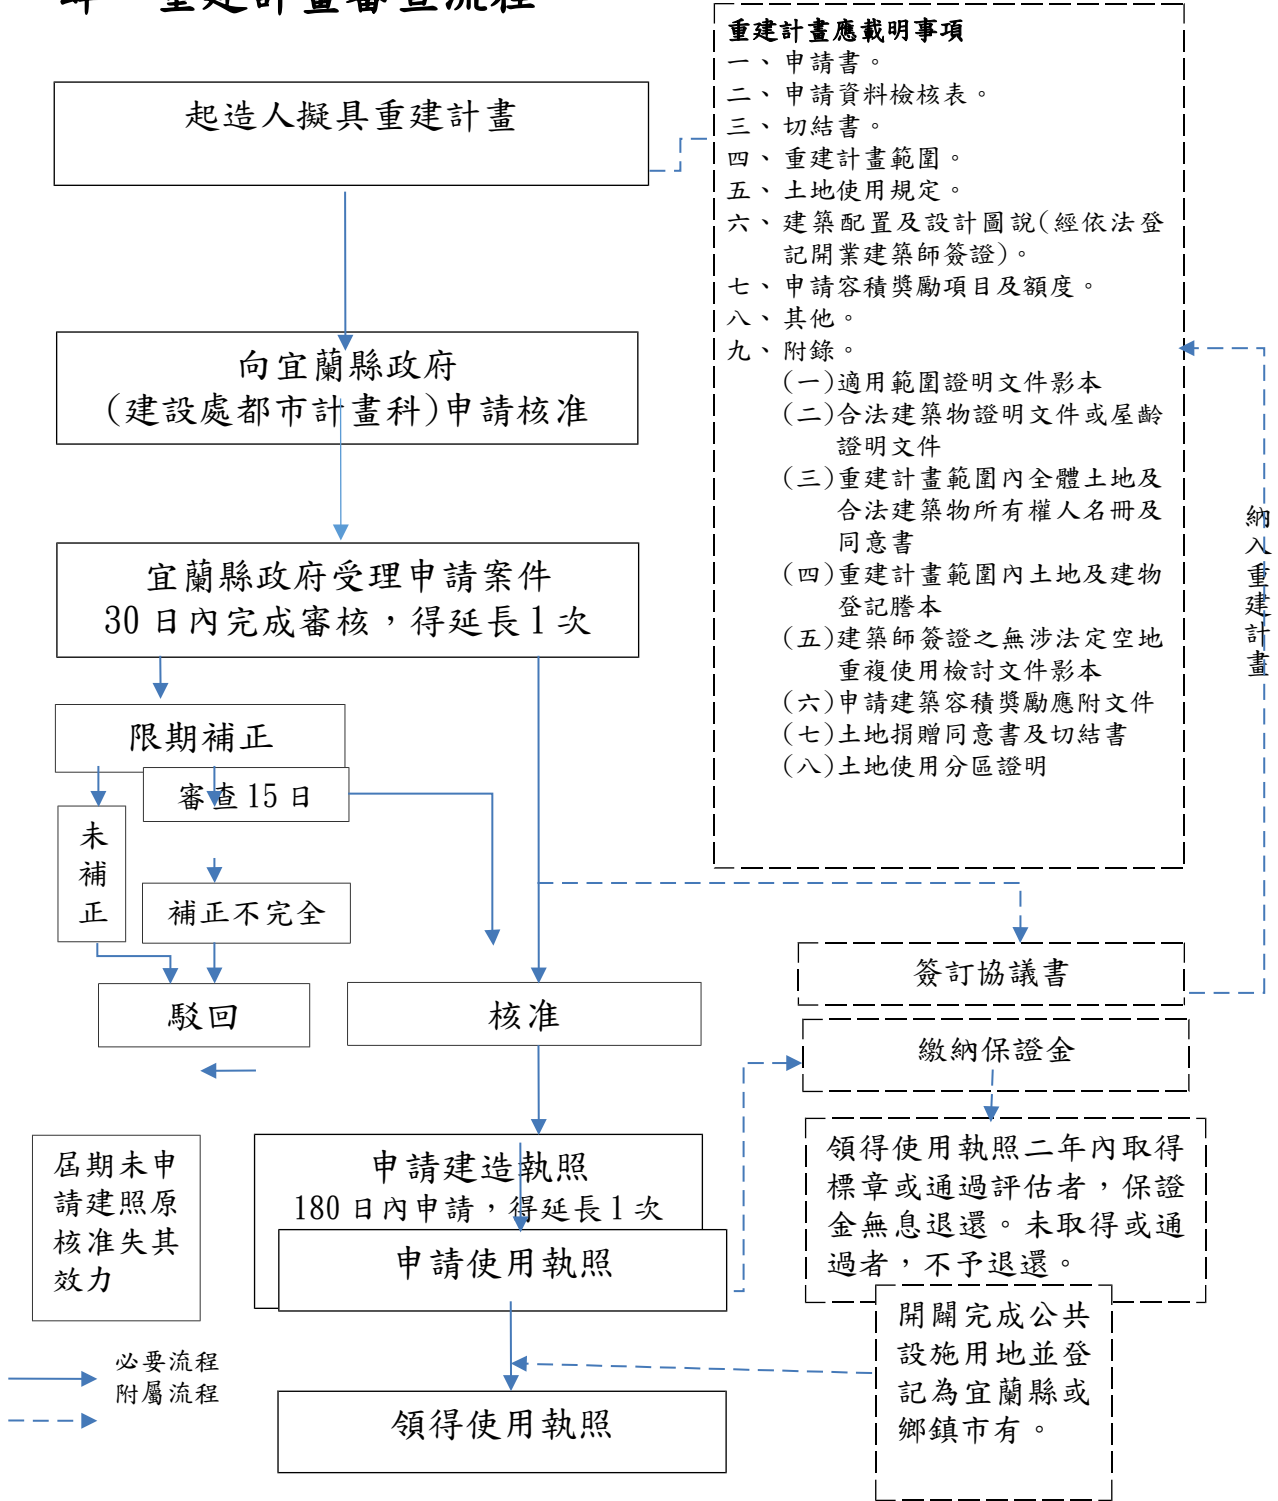 重建計畫審查流程
起造人擬具重建計畫
重建計畫應載明事項
一、申請書。
二、申請資料檢核表。
三、切結書。
四、重建計畫範圍。
五、土地使用規定。
六、建築配置及設計圖說(經依法登
記開業建築師簽證)。
七、申請容積獎勵項目及額度。
八、其他。
九、附錄。
(一)適用範圍證明文件影本
(二)合法建築物證明文件或屋齡
證明文件
(三)重建計畫範圍內全體土地及
合法建築物所有權人名冊及
同意書
(四)重建計畫範圍內土地及建物
登記謄本
(五)建築師簽證之無涉法定空地
重複使用檢討文件影本
(六)申請建築容積獎勵應附文件
(七)土地捐贈同意書及切結書
(八)土地使用分區證明
納入重建計畫
向宜蘭縣政府
(建設處都市計畫科)申請核准
宜蘭縣政府受理申請案件
30日內完成審核，得延長1次
限期補正
審查15日
未補正
補正不完全
駁回
核准
簽訂協議書
繳納保證金
領得使用執照二年內取得
標章或通過評估者，保證
金無息退還。未取得或通
過者，不予退還。
屆期未申
請建照原
核准失其
效力
申請建造執照
180日內申請，得延長1次
申請使用執照
開闢完成公共
設施用地並登
記為宜蘭縣或
鄉鎮市有。
必要流程
附屬流程
領得使用執照